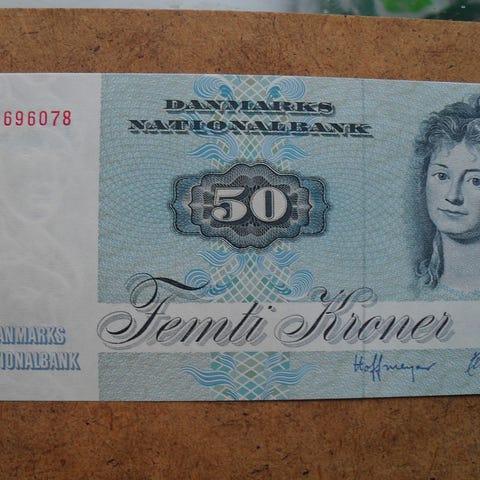 696078
DANMARKS
NATIONALBANK
50
Femti Kroner
ANMARKS
IONALBANK
Hoffmeyer